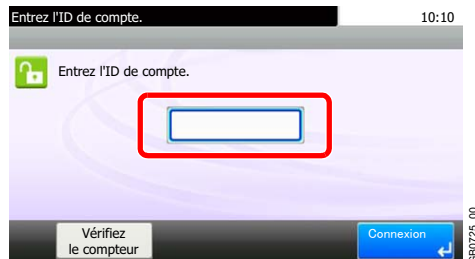 Entrez l'ID de compte.
10:10
Entrez l'ID de compte.
Vérifiez
le compteur
Connexion
GB0725_00